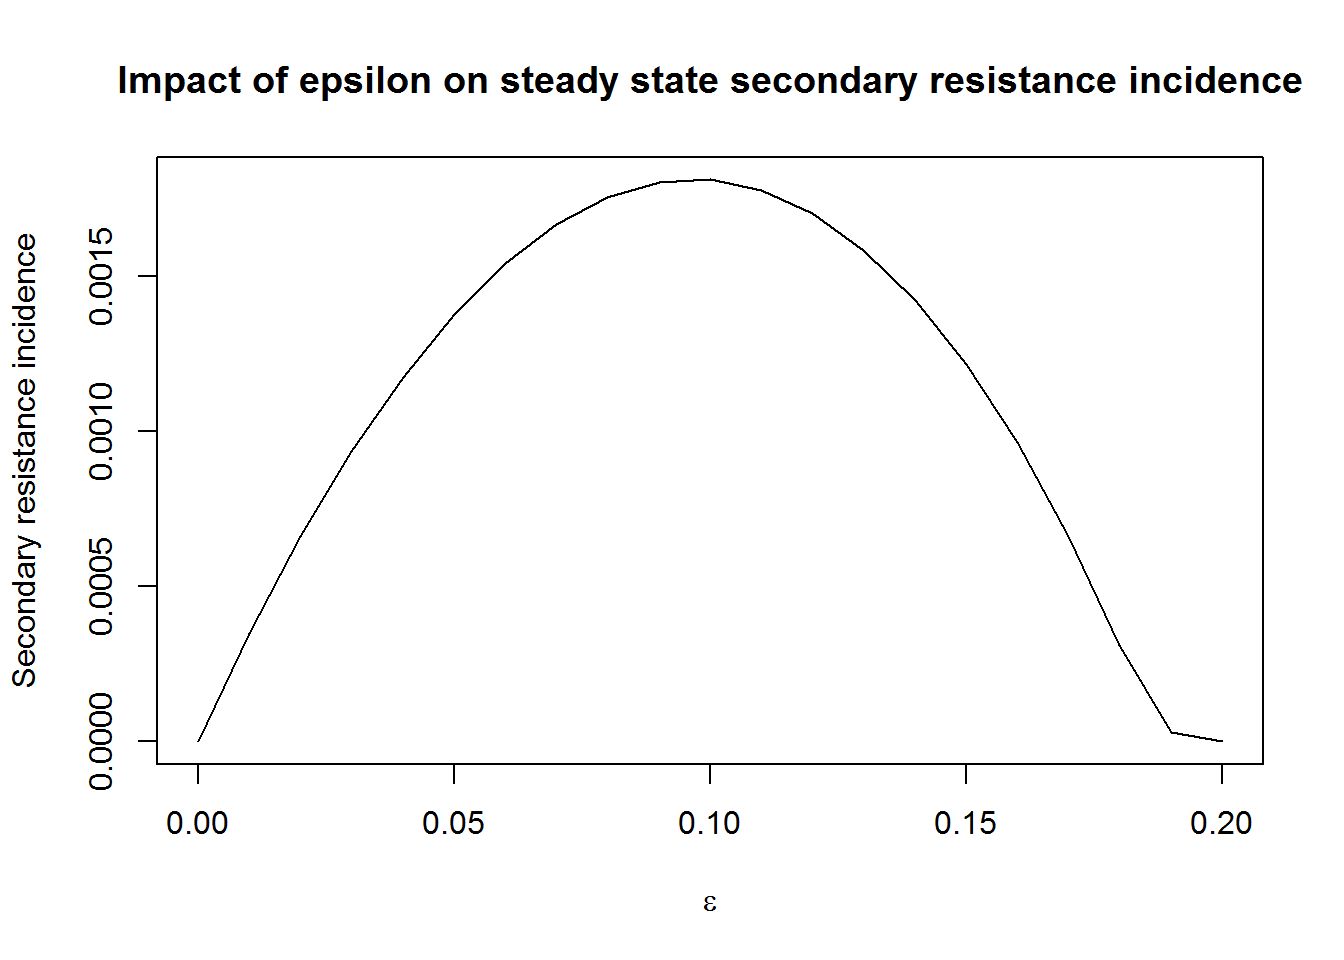 Impact of epsilon on steady state secondary resistance incidence
Secondary resistance incidence
0.0015
0.0010
0.0005
0.0000
0.00 0.05 0.10 0.15 0.20
ε